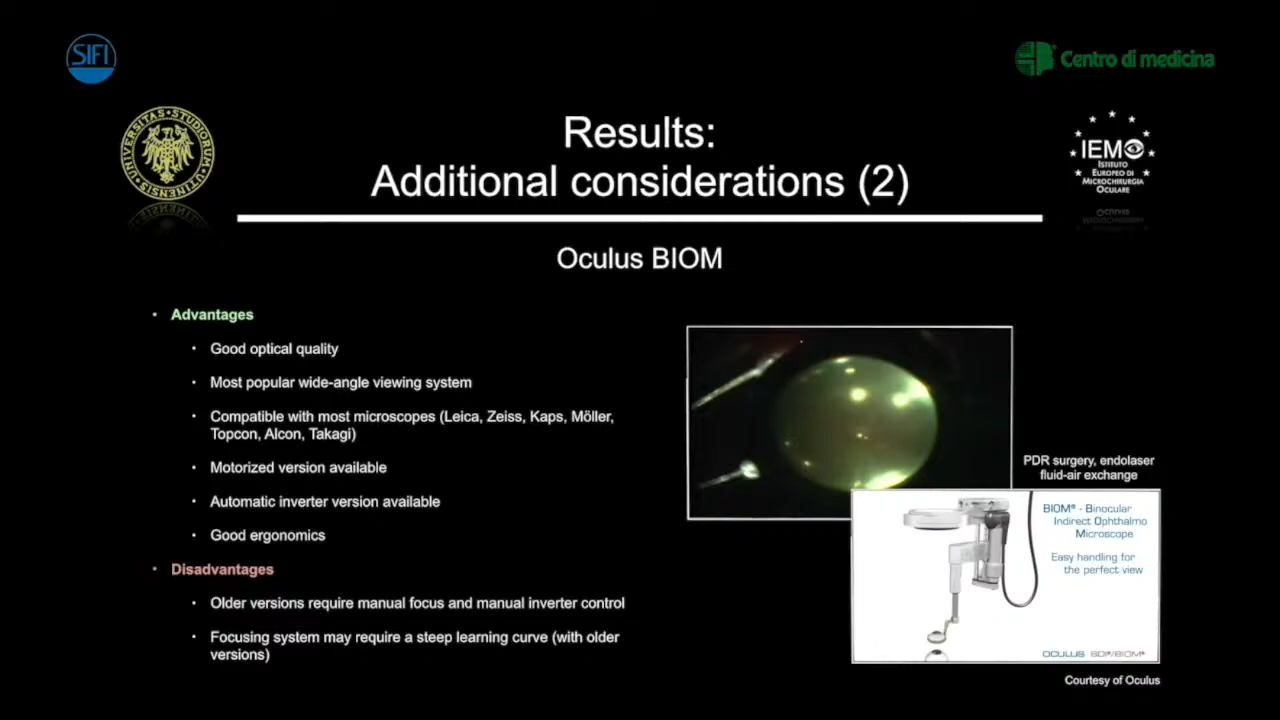 SIFI
Centro di medicina
UNIVERSITAS · STUDIORUM · UTINENSIS
IEMO
ISTITUTO
EUROPEO DI
MICROCHIRURGIA
OCULARE
Results:
Additional considerations (2)
Oculus BIOM
• Advantages
• Good optical quality
• Most popular wide-angle viewing system
• Compatible with most microscopes (Leica, Zeiss, Kaps, Möller,
Topcon, Alcon, Takagi)
• Motorized version available
• Automatic inverter version available
• Good ergonomics
• Disadvantages
• Older versions require manual focus and manual inverter control
• Focusing system may require a steep learning curve (with older
versions)
PDR surgery, endolaser
fluid-air exchange
BIOM® - Binocular
Indirect Ophthalmo
Microscope
Easy handling for
the perfect view
OCULUS SDI®/BIOM®
Courtesy of Oculus